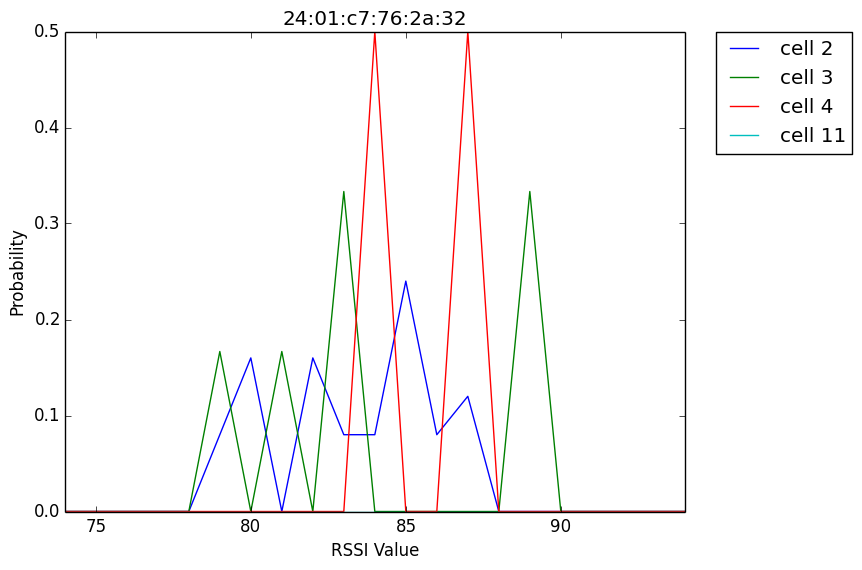 24:01:c7:76:2a:32
0.5
0.4
0.3
0.2
0.1
0.0
Probability
75 80 85 90
RSSI Value
cell 2
cell 3
cell 4
cell 11